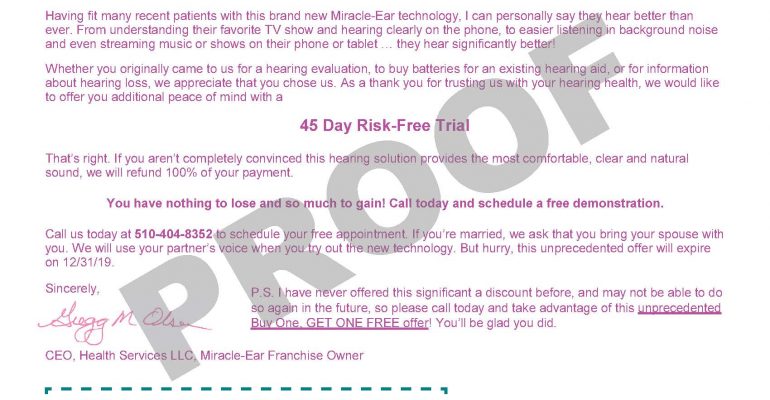 Having fit many recent patients with this brand new Miracle-Ear technology, I can personally say they hear better than
ever. From understanding their favorite TV show and hearing clearly on the phone, to easier listening in background noise
and even streaming music or shows on their phone or tablet … they hear significantly better!
Whether you originally came to us for a hearing evaluation, to buy batteries for an existing hearing aid, or for information
about hearing loss, we appreciate that you chose us. As a thank you for trusting us with your hearing health, we would like
to offer you additional peace of mind with a
45 Day Risk-Free Trial
That's right. If you aren't completely convinced this hearing solution provides the most comfortable, clear and natural
sound, we will refund 100% of your payment.
You have nothing to lose and so much to gain! Call today and schedule a free demonstration.
Call us today at 510-404-8352 to schedule your free appointment. If you're married, we ask that you bring your spouse with
you. We will use your partner's voice when you try out the new technology. But hurry, this unprecedented offer will expire
on 12/31/19.
Sincerely,
Gregg M Olsen
CEO, Health Services LLC, Miracle-Ear Franchise Owner
P.S. I have never offered this significant a discount before, and may not be able to do
so again in the future, so please call today and take advantage of this unprecedented
Buy One, GET ONE FREE offer! You'll be glad you did.
PROOF